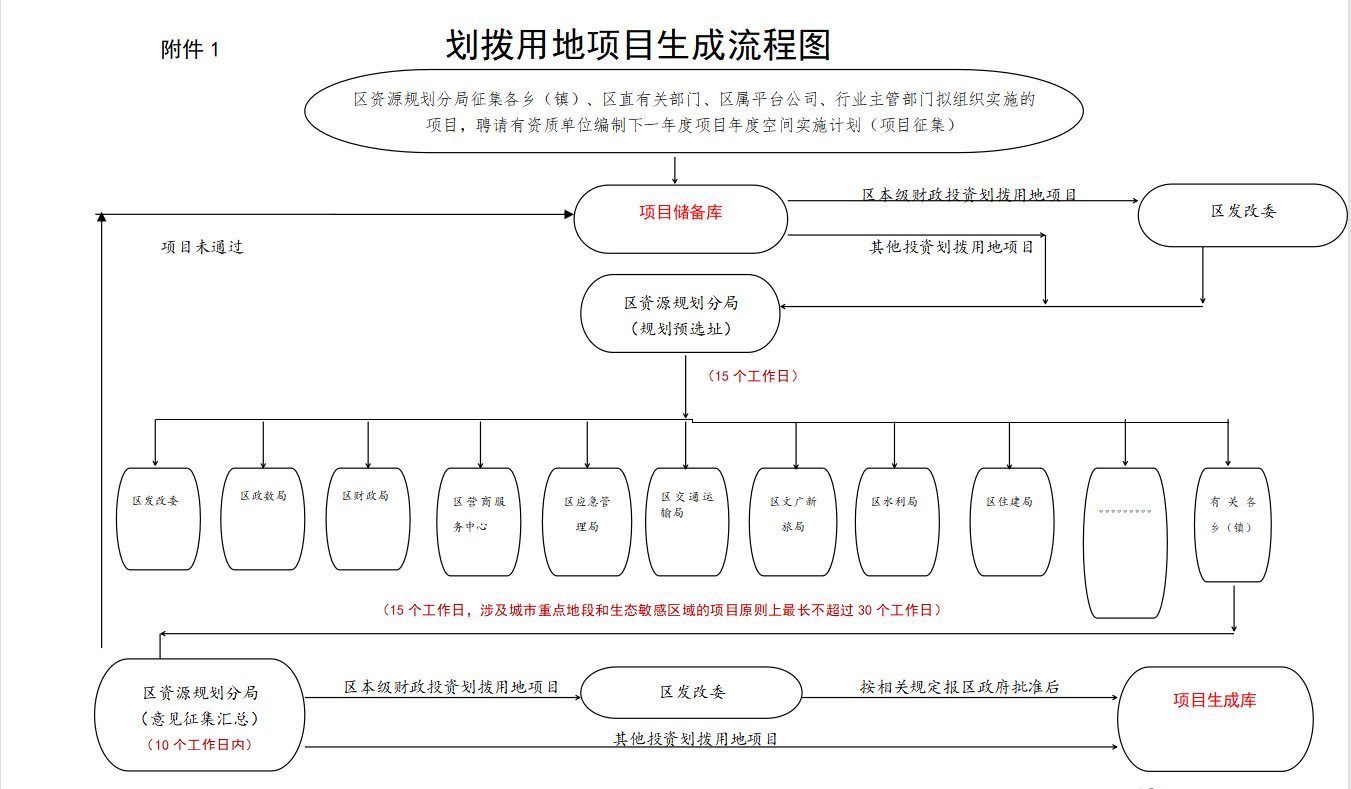 附件 1
划拨用地项目生成流程图
区资源规划分局征集各乡（镇）、区直有关部门、区属平台公司、行业主管部门拟组织实施的
项目，聘请有资质单位编制下一年度项目年度空间实施计划（项目征集）
项目储备库
区本级财政投资划拨用地项目
区发改委
项目未通过
其他投资划拨用地项目
区资源规划分局
（规划预选址）
（15 个工作日）
区发改委
区政数局
区财政局
区营商服
务中心
区应急管
理局
区交通运
输局
区文广新
旅局
区水利局
区住建局
………
有关各
乡（镇）
（15 个工作日，涉及城市重点地段和生态敏感区域的项目原则上最长不超过 30 个工作日）
区资源规划分局
（意见征集汇总）
（10 个工作日内）
区本级财政投资划拨用地项目
区发改委
按相关规定报区政府批准后
项目生成库
其他投资划拨用地项目